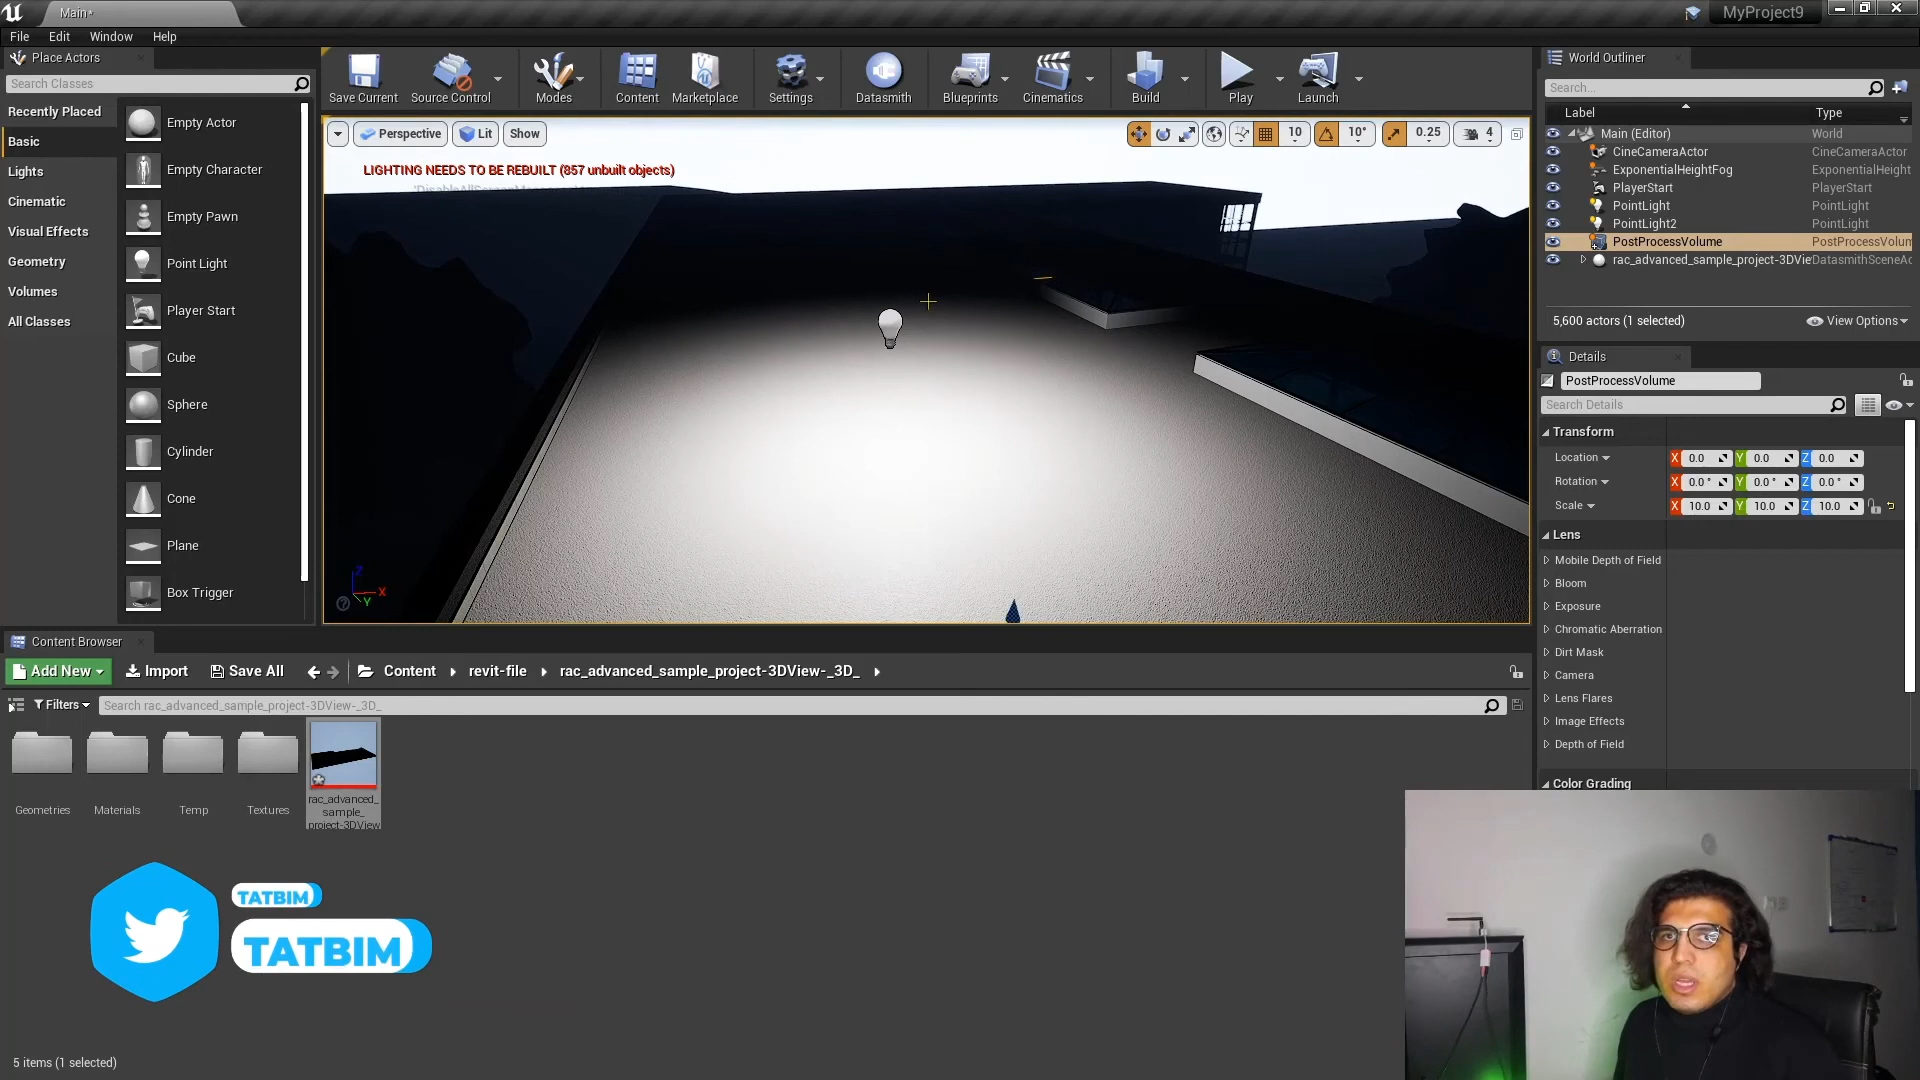 Main*
MyProject9
File Edit Window Help
Place Actors
Search Classes
Recently Placed
Basic
Lights
Cinematic
Visual Effects
Geometry
Volumes
All Classes
Empty Actor
Empty Character
Empty Pawn
Point Light
Player Start
Cube
Sphere
Cylinder
Cone
Plane
Box Trigger
Save Current
Source Control
Modes
Content
Marketplace
Settings
Datasmith
Blueprints
Cinematics
Build
Play
Launch
Perspective Lit Show
10 10° 0.25 4
LIGHTING NEEDS TO BE REBUILT (857 unbuilt objects)
Z
X
Y
World Outliner
Search...
Label Type
Main (Editor) World
CineCameraActor CineCameraActor
ExponentialHeightFog ExponentialHeight
PlayerStart PlayerStart
PointLight PointLight
PointLight2 PointLight
PostProcessVolume PostProcessVolum
rac_advanced_sample_project-3DVie DatasmithSceneAc
5,600 actors (1 selected) View Options
Details
PostProcessVolume
Search Details
Transform
Location X 0.0 Y 0.0 Z 0.0
Rotation X 0.0 ° Y 0.0 ° Z 0.0 °
Scale X 10.0 Y 10.0 Z 10.0
Lens
Mobile Depth of Field
Bloom
Exposure
Chromatic Aberration
Dirt Mask
Camera
Lens Flares
Image Effects
Depth of Field
Color Grading
Content Browser
Add New Import Save All Content revit-file rac_advanced_sample_project-3DView-_3D_
Filters Search rac_advanced_sample_project-3DView-_3D_
Geometries
Materials
Temp
Textures
rac_advanced_
sample_
project-3DView
TATBIM
TATBIM
5 items (1 selected)